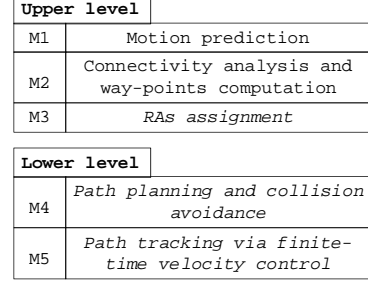 Upper level
M1 Motion prediction
M2 Connectivity analysis and
way-points computation
M3 RAs assignment
Lower level
M4 Path planning and collision
avoidance
M5 Path tracking via finite-
time velocity control